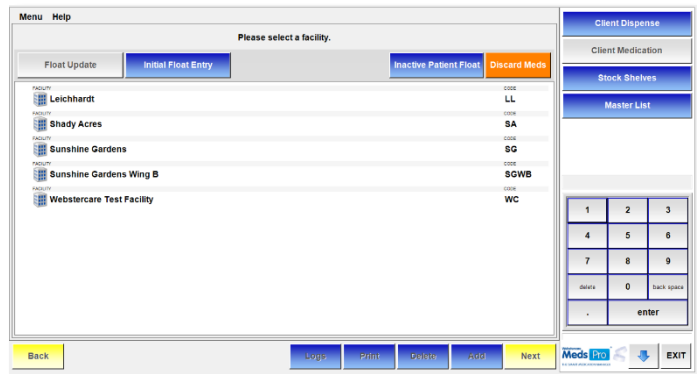 Menu Help
Please select a facility.
Float Update Initial Float Entry Inactive Patient Float Discard Meds
FACILITY CODE
Leichhardt LL
FACILITY CODE
Shady Acres SA
FACILITY CODE
Sunshine Gardens SG
FACILITY CODE
Sunshine Gardens Wing B SGWB
FACILITY CODE
Webstercare Test Facility WC
Back Logs Print Delete Add Next
Client Dispense
Client Medication
Stock Shelves
Master List
1 2 3
4 5 6
7 8 9
delete 0 back space
. enter
Meds Pro EXIT